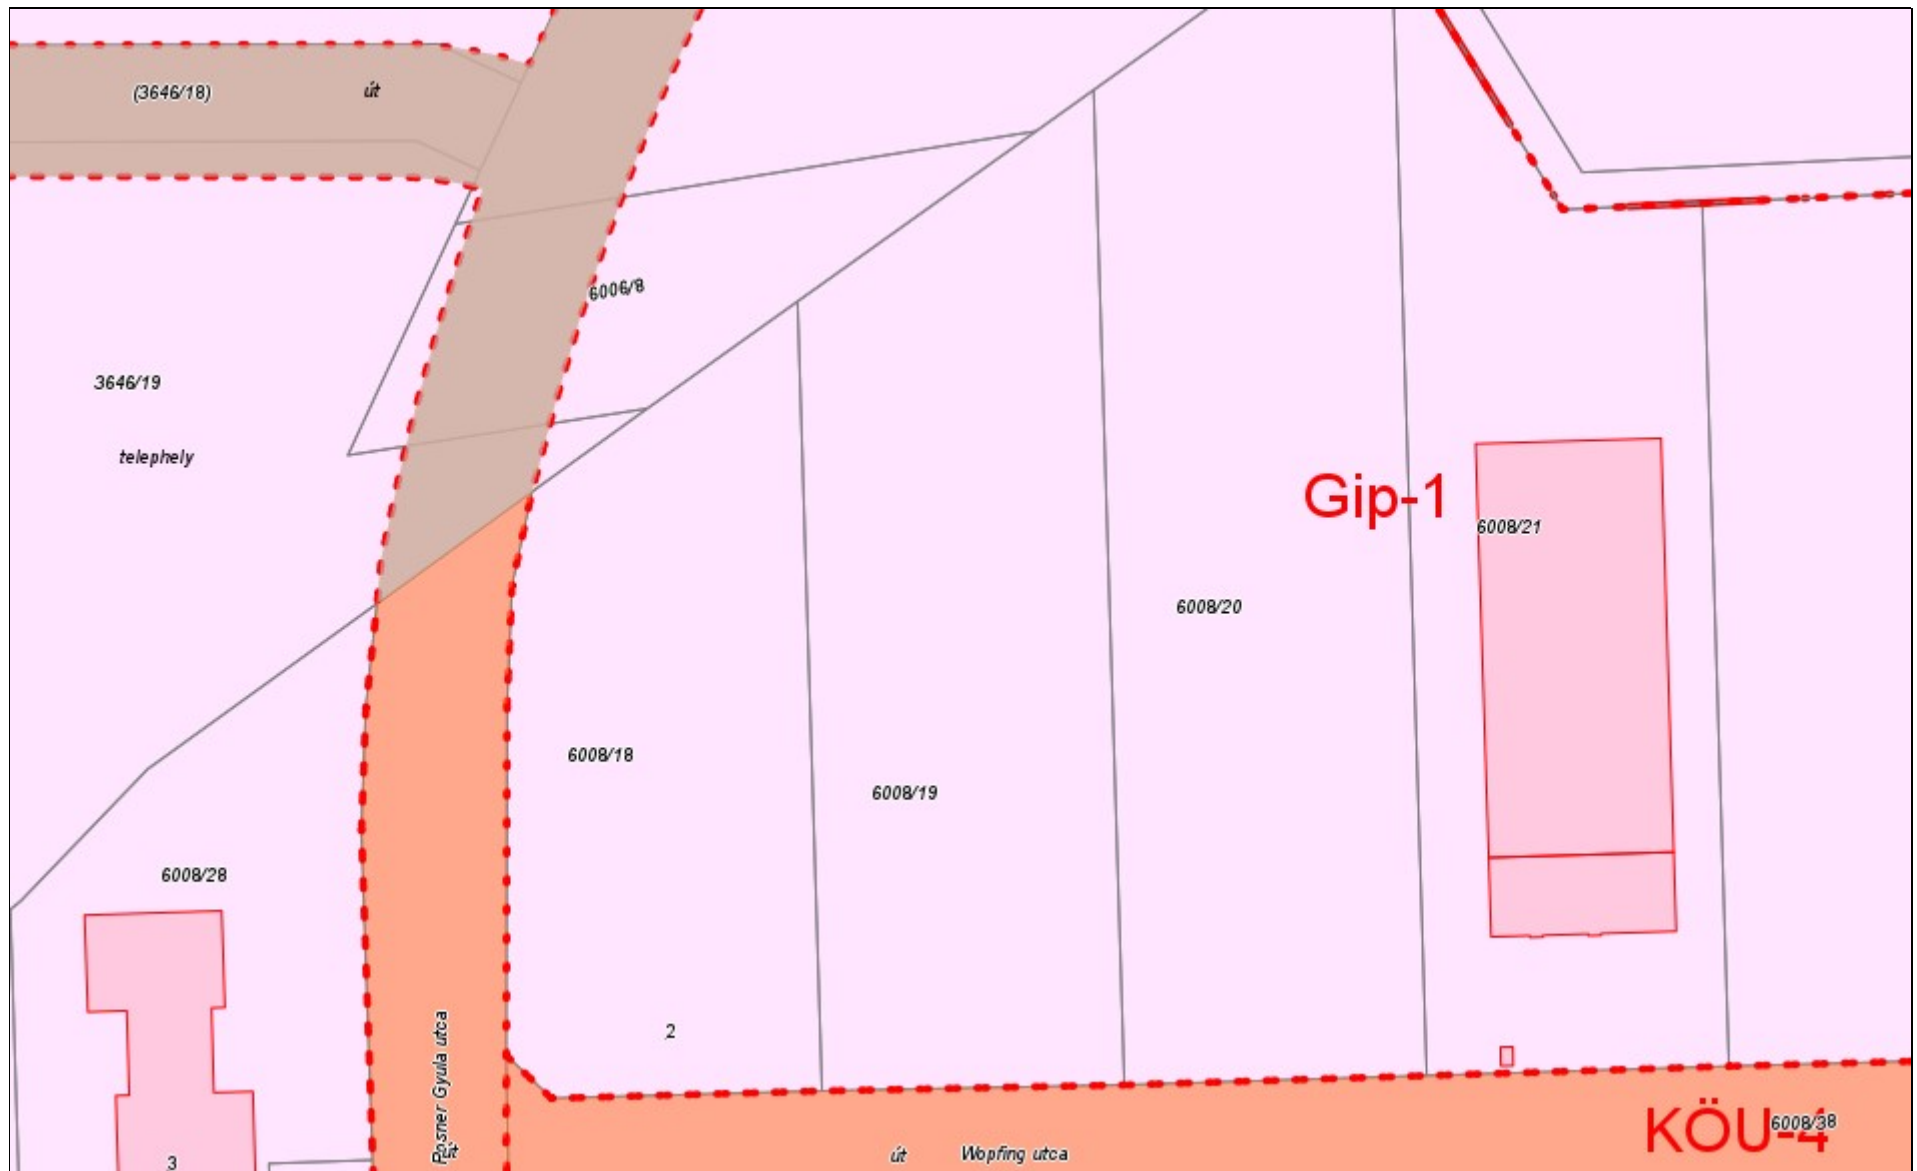 (3646/18) út
6006/8
3646/19
telephely
Gip-1
6008/21
6008/20
6008/18
6008/19
6008/28
2
Posner Gyula utca
út
3
út Wopfing utca
KÖU-4
6008/38